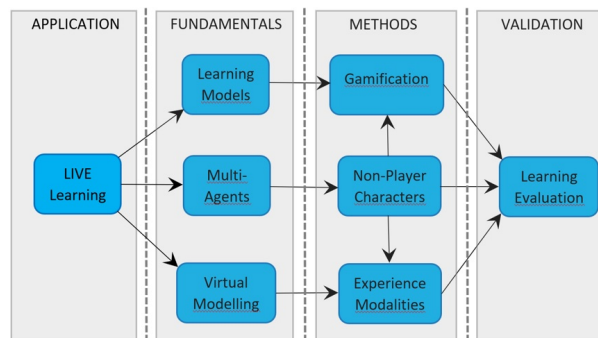 APPLICATION
FUNDAMENTALS
METHODS
VALIDATION
LIVE
Learning
Learning
Models
Multi-
Agents
Virtual
Modelling
Gamification
Non-Player
Characters
Experience
Modalities
Learning
Evaluation